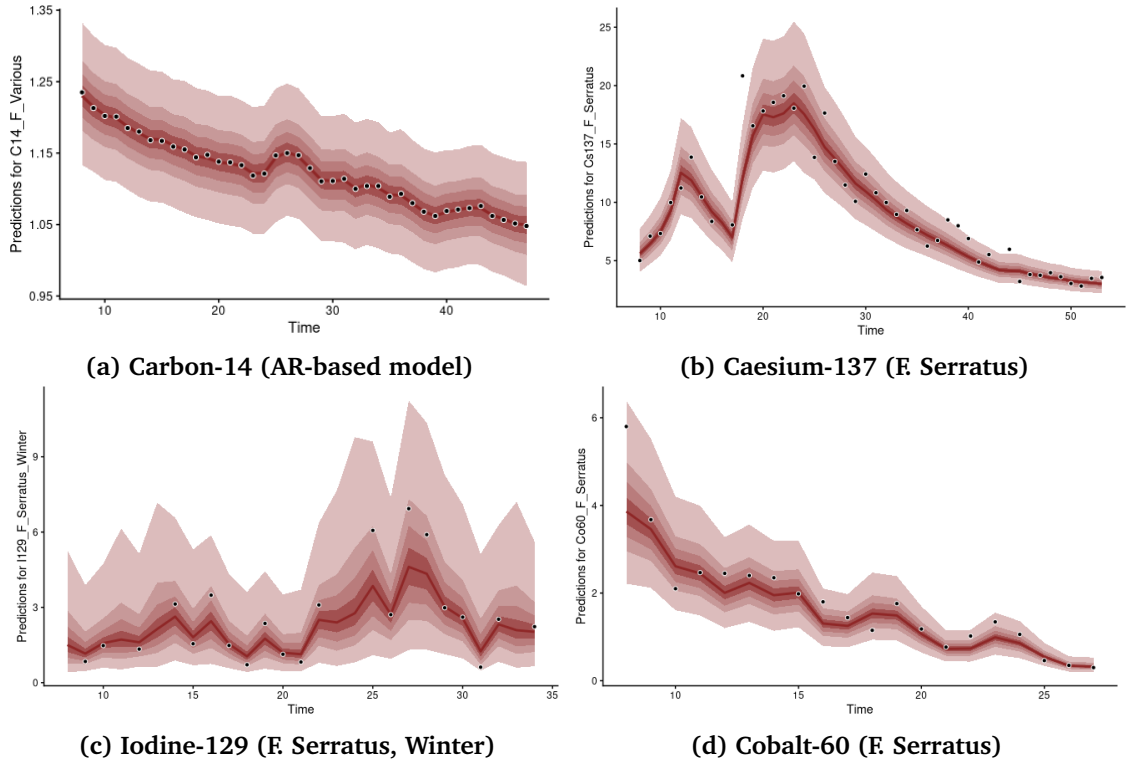 1.35
1.25
1.15
1.05
0.95
Predictions for C14_F_Various
10 20 30 40
Time
(a) Carbon-14 (AR-based model)
25
20
15
10
5
Predictions for Cs137_F_Serratus
10 20 30 40 50
Time
(b) Caesium-137 (F. Serratus)
9
6
3
0
Predictions for I129_F_Serratus_Winter
10 15 20 25 30 35
Time
(c) Iodine-129 (F. Serratus, Winter)
6
4
2
0
Predictions for Co60_F_Serratus
10 15 20 25
Time
(d) Cobalt-60 (F. Serratus)